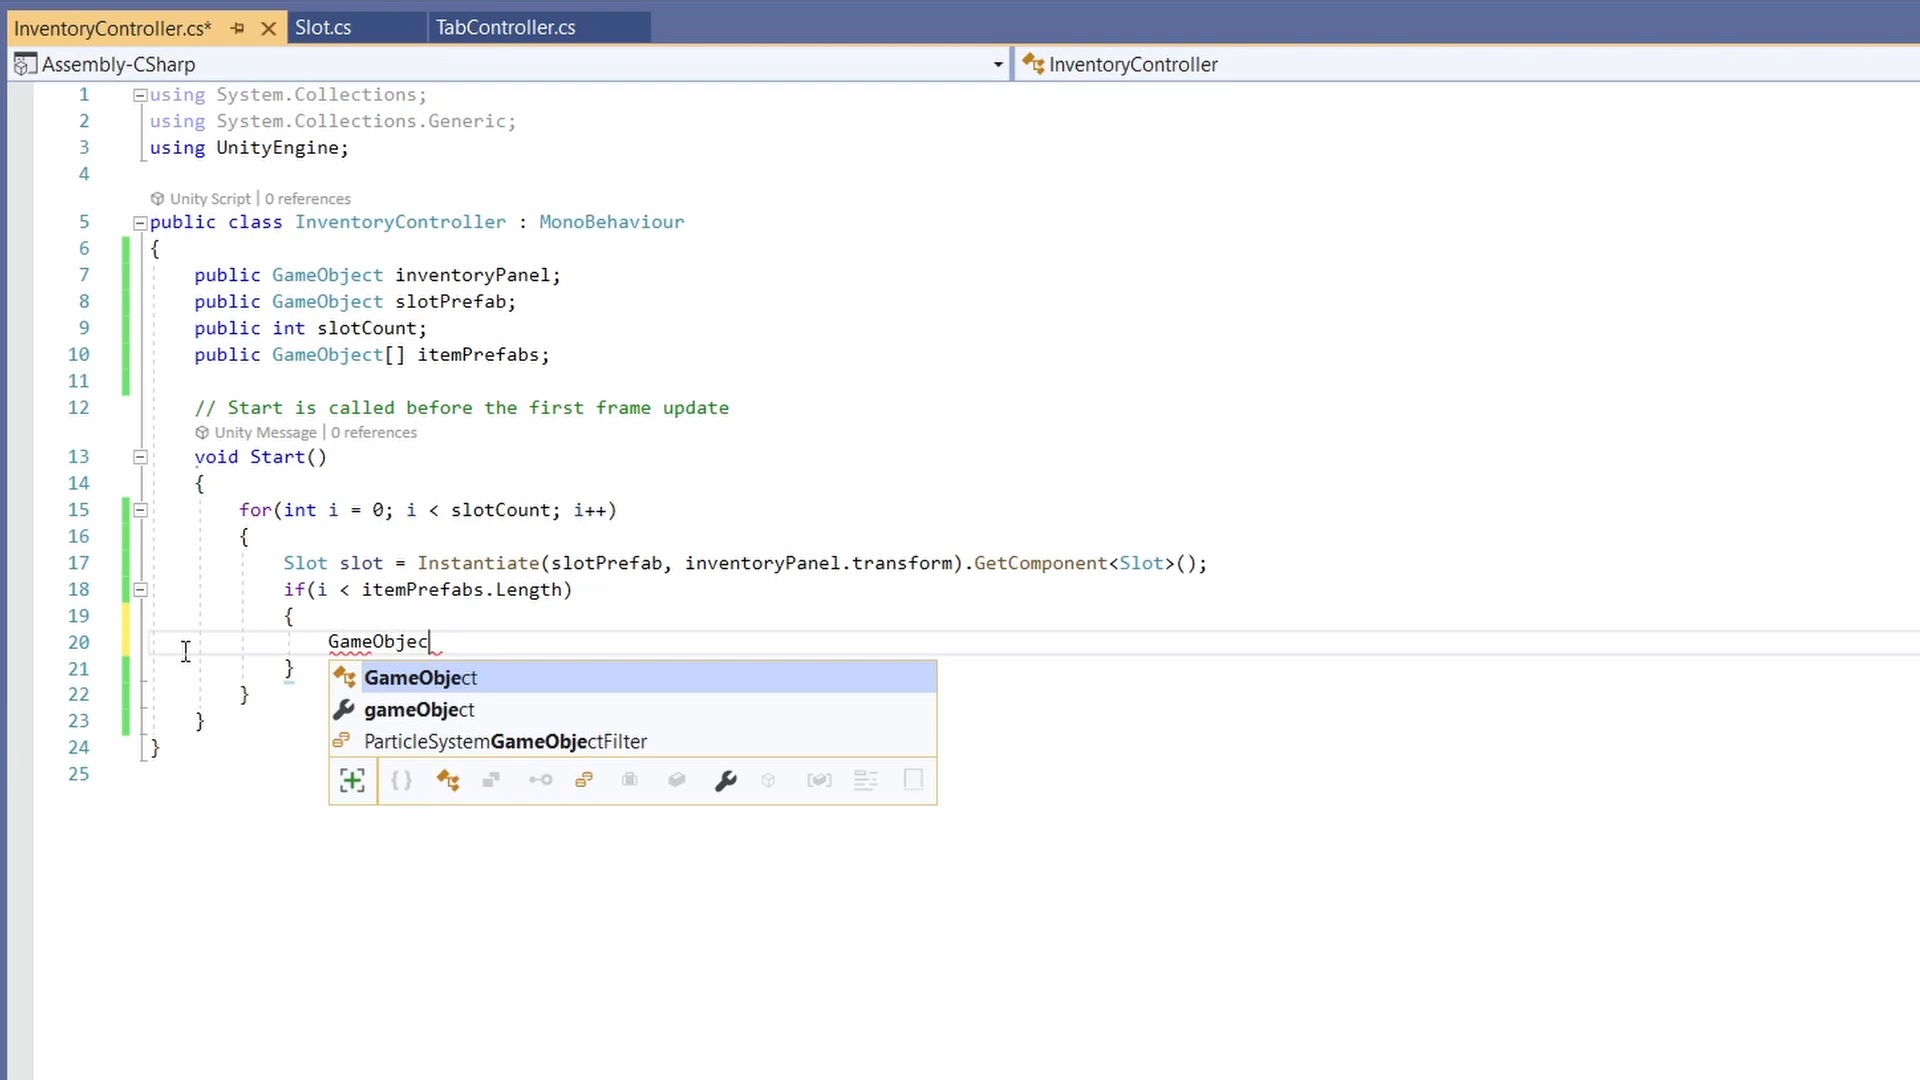 InventoryController.cs* Slot.cs TabController.cs
Assembly-CSharp InventoryController
1 using System.Collections;
2 using System.Collections.Generic;
3 using UnityEngine;
4
Unity Script | 0 references
5 public class InventoryController : MonoBehaviour
6 {
7 public GameObject inventoryPanel;
8 public GameObject slotPrefab;
9 public int slotCount;
10 public GameObject[] itemPrefabs;
11
12 // Start is called before the first frame update
Unity Message | 0 references
13 void Start()
14 {
15 for(int i = 0; i < slotCount; i++)
16 {
17 Slot slot = Instantiate(slotPrefab, inventoryPanel.transform).GetComponent<Slot>();
18 if(i < itemPrefabs.Length)
19 {
20 GameObjec
21 }
22 }
23 }
24 }
25
GameObject
gameObject
ParticleSystemGameObjectFilter